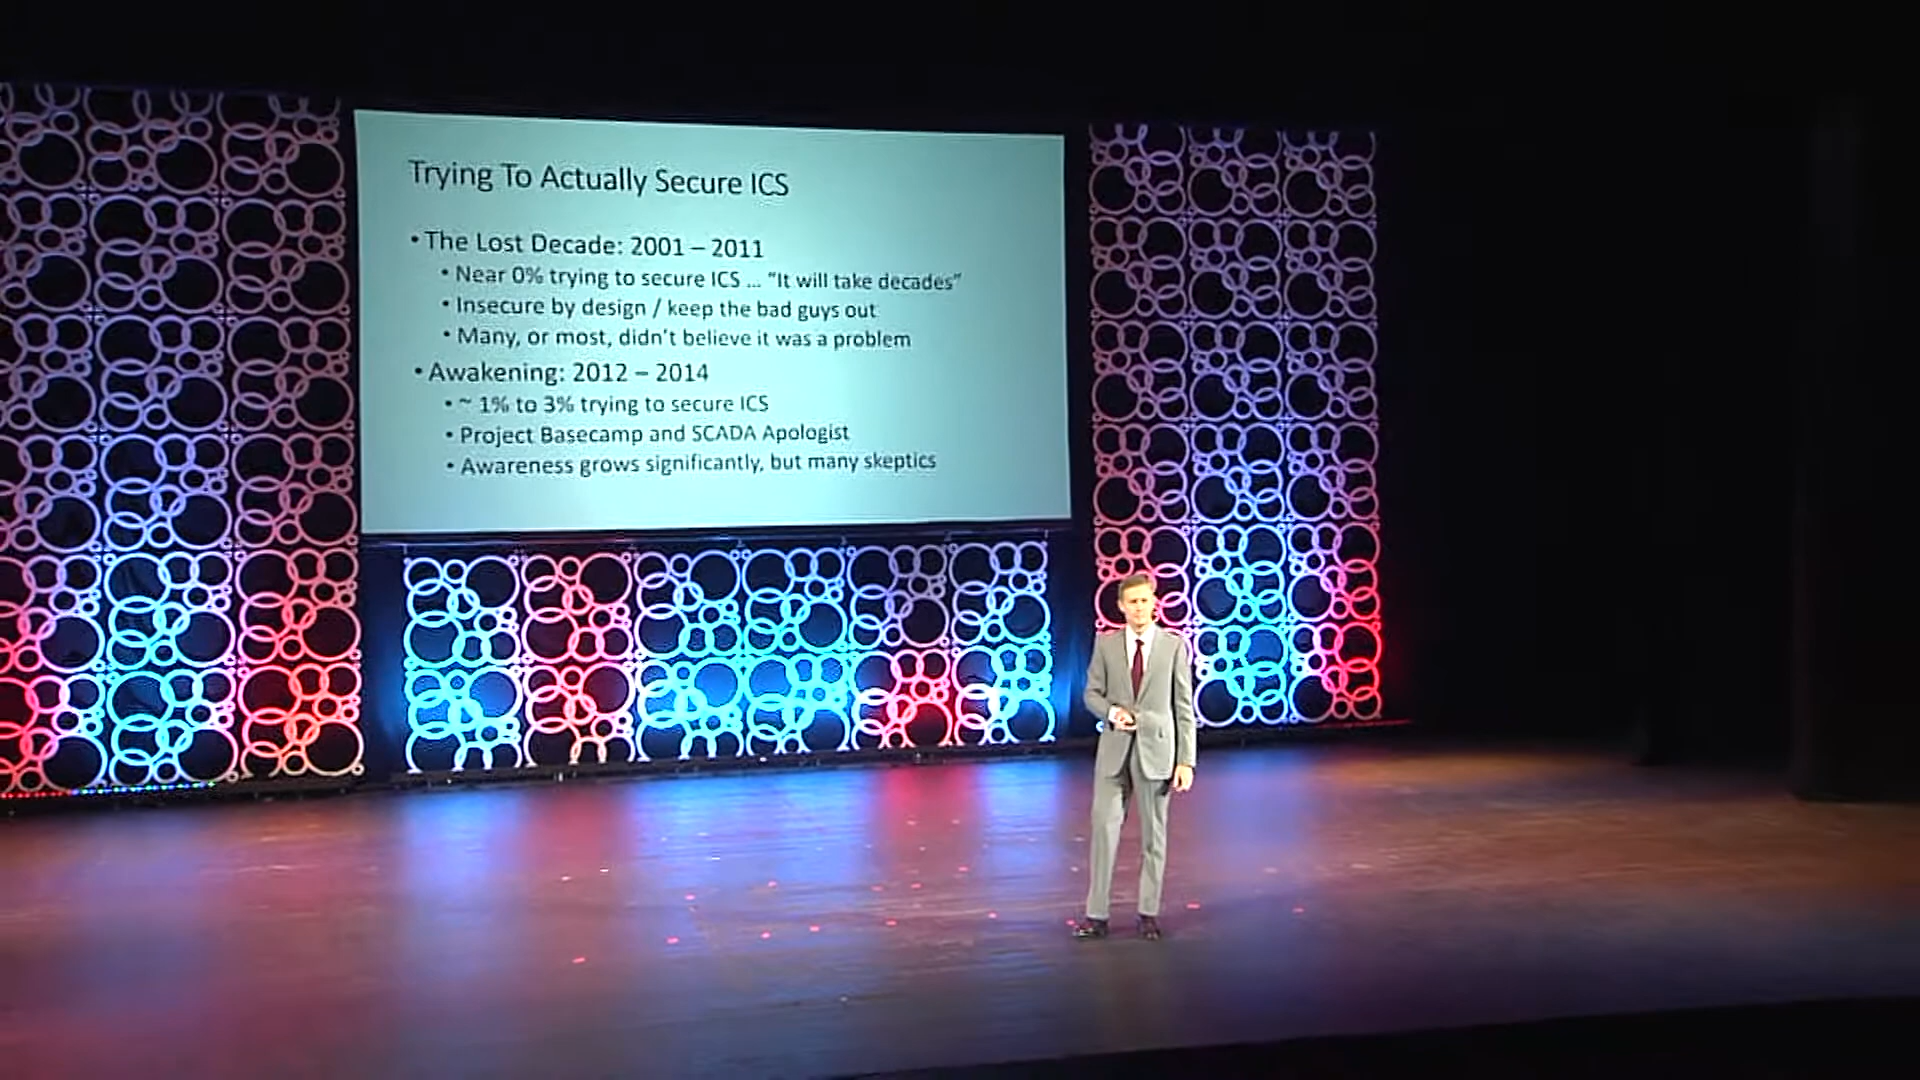 Trying To Actually Secure ICS
• The Lost Decade: 2001 – 2011
• Near 0% trying to secure ICS ... “It will take decades”
• Insecure by design / keep the bad guys out
• Many, or most, didn’t believe it was a problem
• Awakening: 2012 – 2014
• ~ 1% to 3% trying to secure ICS
• Project Basecamp and SCADA Apologist
• Awareness grows significantly, but many skeptics